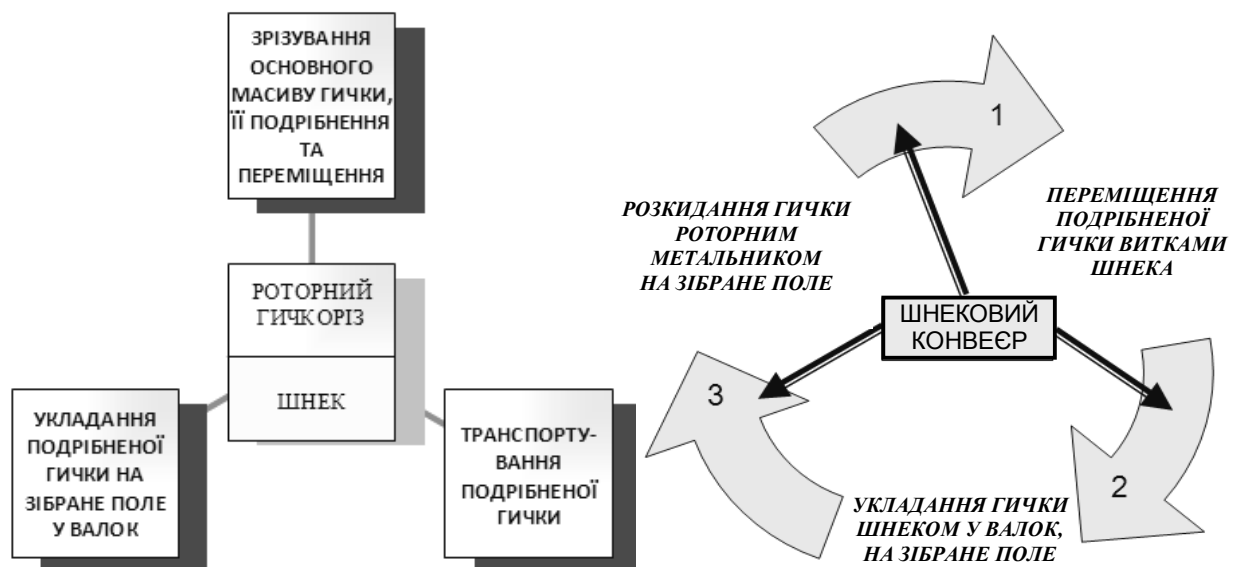 ЗРІЗУВАННЯ
ОСНОВНОГО
МАСИВУ ГИЧКИ,
ЇЇ ПОДРІБНЕННЯ
ТА
ПЕРЕМІЩЕННЯ
РОТОРНИЙ
ГИЧКОРІЗ
ШНЕК
УКЛАДАННЯ
ПОДРІБНЕНОЇ
ГИЧКИ НА
ЗІБРАНЕ ПОЛЕ
У ВАЛОК
ТРАНСПОРТУ-
ВАННЯ
ПОДРІБНЕНОЇ
ГИЧКИ
1
РОЗКИДАННЯ ГИЧКИ
РОТОРНИМ
МЕТАЛЬНИКОМ
НА ЗІБРАНЕ ПОЛЕ
ПЕРЕМІЩЕННЯ
ПОДРІБНЕНОЇ
ГИЧКИ ВИТКАМИ
ШНЕКА
ШНЕКОВИЙ
КОНВЕЄР
3
2
УКЛАДАННЯ ГИЧКИ
ШНЕКОМ У ВАЛОК,
НА ЗІБРАНЕ ПОЛЕ